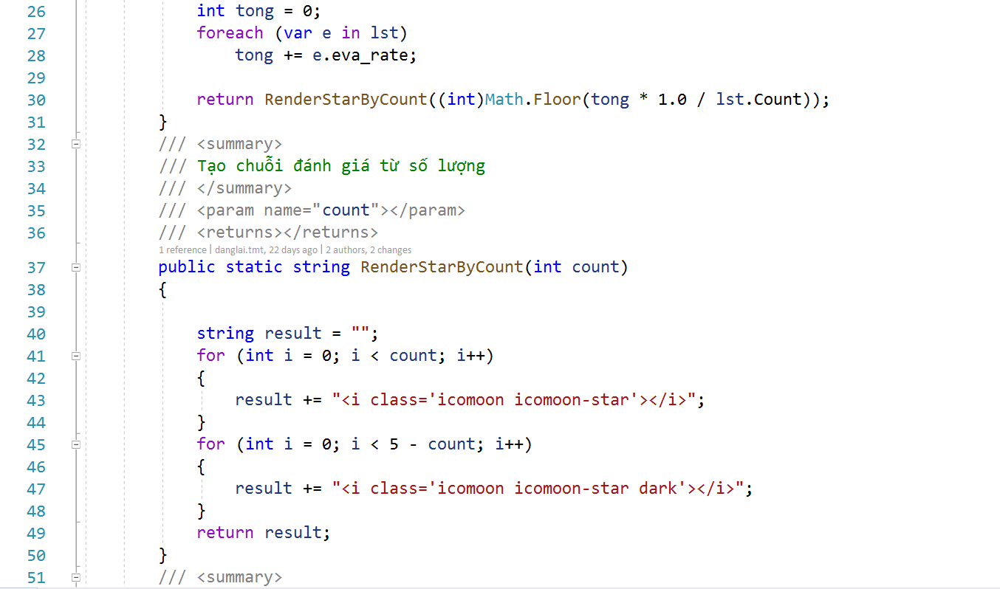 26 int tong = 0;
27 foreach (var e in lst)
28 tong += e.eva_rate;
29
30 return RenderStarByCount((int)Math.Floor(tong * 1.0 / lst.Count));
31 }
32 /// <summary>
33 /// Tạo chuỗi đánh giá từ số lượng
34 /// </summary>
35 /// <param name="count"></param>
36 /// <returns></returns>
1 reference | danglai.tmt, 22 days ago | 2 authors, 2 changes
37 public static string RenderStarByCount(int count)
38 {
39
40 string result = "";
41 for (int i = 0; i < count; i++)
42 {
43 result += "<i class='icomoon icomoon-star'></i>";
44 }
45 for (int i = 0; i < 5 - count; i++)
46 {
47 result += "<i class='icomoon icomoon-star dark'></i>";
48 }
49 return result;
50 }
51 /// <summary>